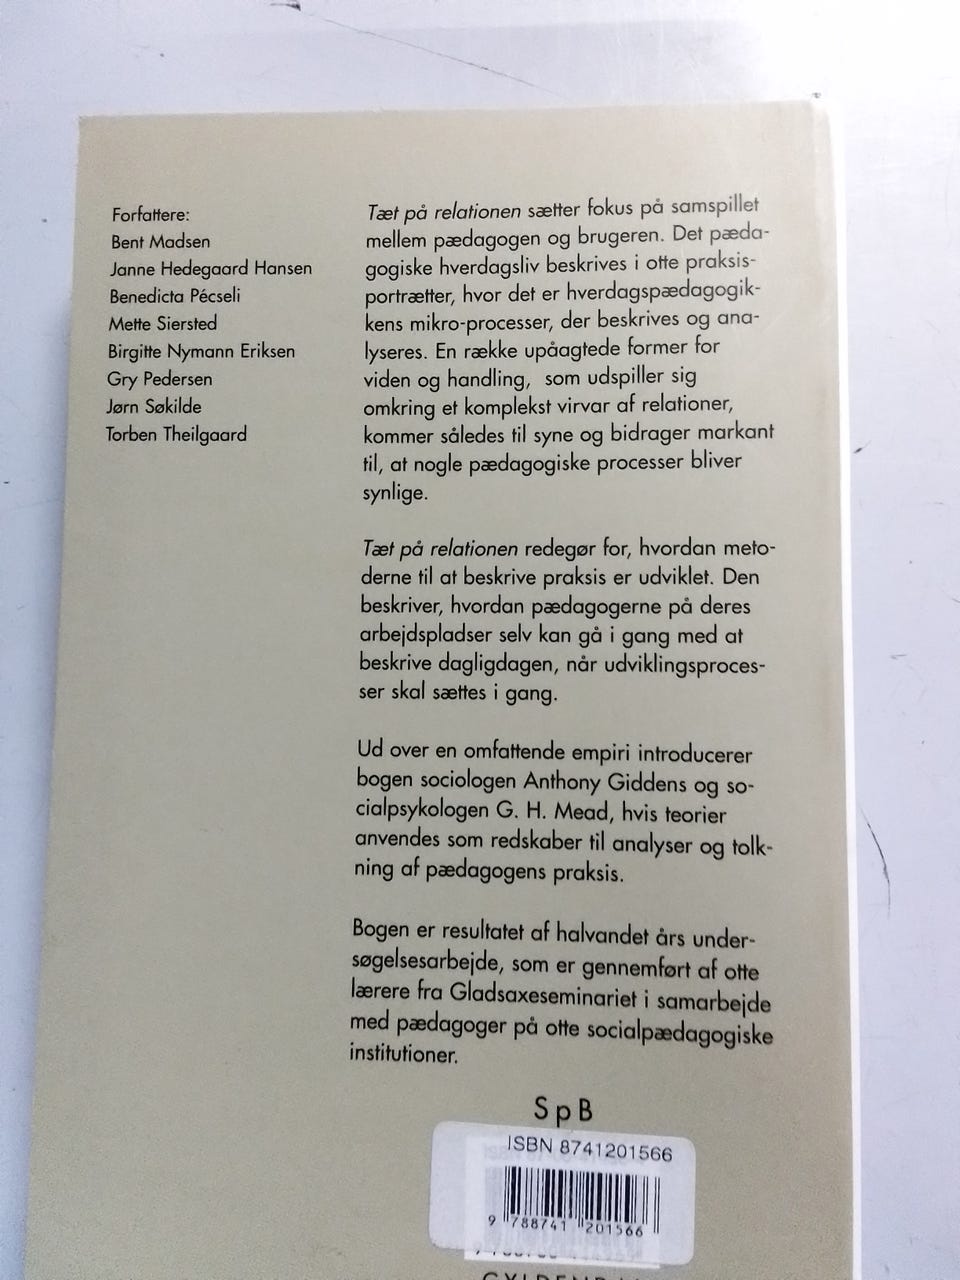 Forfattere:
Bent Madsen
Janne Hedegaard Hansen
Benedicta Pécseli
Mette Siersted
Birgitte Nymann Eriksen
Gry Pedersen
Jørn Søkilde
Torben Theilgaard
Tæt på relationen sætter fokus på samspillet
mellem pædagogen og brugeren. Det pæda-
gogiske hverdagsliv beskrives i otte praksis-
portrætter, hvor det er hverdagspædagogik-
kens mikro-processer, der beskrives og ana-
lyseres. En række upåagtede former for
viden og handling, som udspiller sig
omkring et komplekst virvar af relationer,
kommer således til syne og bidrager markant
til, at nogle pædagogiske processer bliver
synlige.
Tæt på relationen redegør for, hvordan meto-
derne til at beskrive praksis er udviklet. Den
beskriver, hvordan pædagogerne på deres
arbejdspladser selv kan gå i gang med at
beskrive dagligdagen, når udviklingsproces-
ser skal sættes i gang.
Ud over en omfattende empiri introducerer
bogen sociologen Anthony Giddens og so-
cialpsykologen G. H. Mead, hvis teorier
anvendes som redskaber til analyser og tolk-
ning af pædagogens praksis.
Bogen er resultatet af halvandet års under-
søgelsesarbejde, som er gennemført af otte
lærere fra Gladsaxeseminariet i samarbejde
med pædagoger på otte socialpædagogiske
institutioner.
SpB
ISBN 8741201566
9 788741 201566